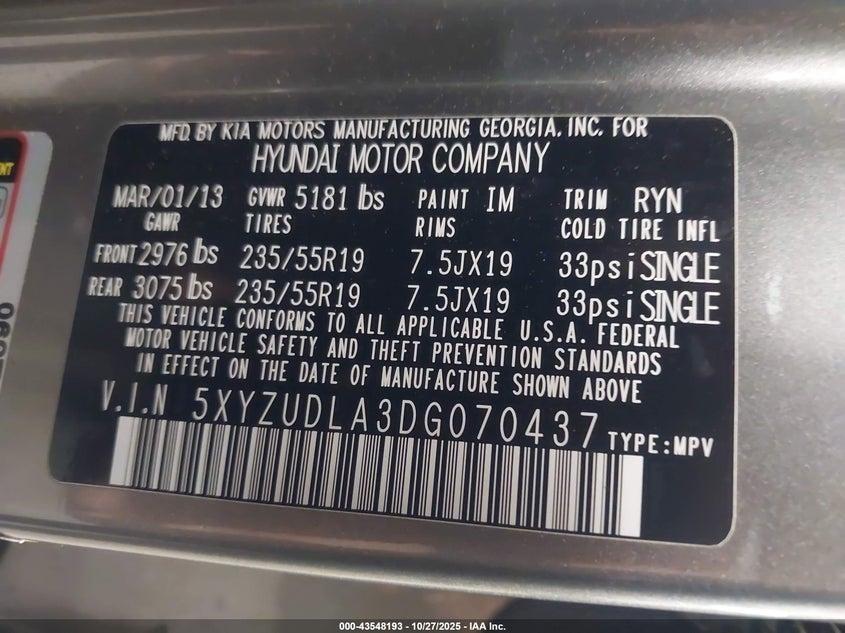 MFD. BY KIA MOTORS MANUFACTURING GEORGIA, INC. FOR
HYUNDAI MOTOR COMPANY
MAR/01/13 GVWR 5181 lbs PAINT IM TRIM RYN
GAWR TIRES RIMS COLD TIRE INFL
FRONT 2976 lbs 235/55R19 7.5JX19 33psi SINGLE
REAR 3075 lbs 235/55R19 7.5JX19 33psi SINGLE
THIS VEHICLE CONFORMS TO ALL APPLICABLE U.S.A. FEDERAL
MOTOR VEHICLE SAFETY AND THEFT PREVENTION STANDARDS
IN EFFECT ON THE DATE OF MANUFACTURE SHOWN ABOVE
V.I.N 5XYZUDLA3DG070437 TYPE:MPV
000-43548193 - 10/27/2025 - IAA Inc.